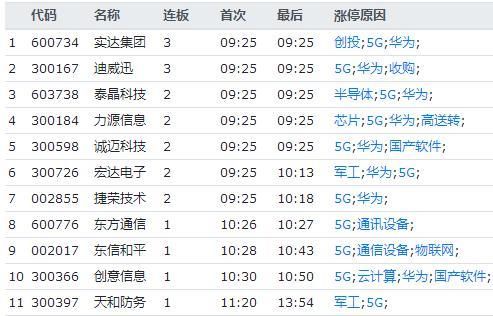 代码 名称 连板 首次 最后 涨停原因
1 600734 实达集团 3 09:25 09:25 创投;5G;华为;
2 300167 迪威迅 3 09:25 09:25 5G;华为;收购;
3 603738 泰晶科技 2 09:25 09:25 半导体;5G;华为;
4 300184 力源信息 2 09:25 09:25 芯片;5G;华为;高送转;
5 300598 诚迈科技 2 09:25 09:25 5G;华为;国产软件;
6 300726 宏达电子 2 09:25 10:13 军工;华为;5G;
7 002855 捷荣技术 2 09:25 10:18 5G;华为;
8 600776 东方通信 1 10:26 10:27 5G;通讯设备;
9 002017 东信和平 1 10:28 10:43 5G;通信设备;物联网;
10 300366 创意信息 1 10:30 10:50 5G;云计算;华为;国产软件;
11 300397 天和防务 1 11:20 13:54 军工;5G;